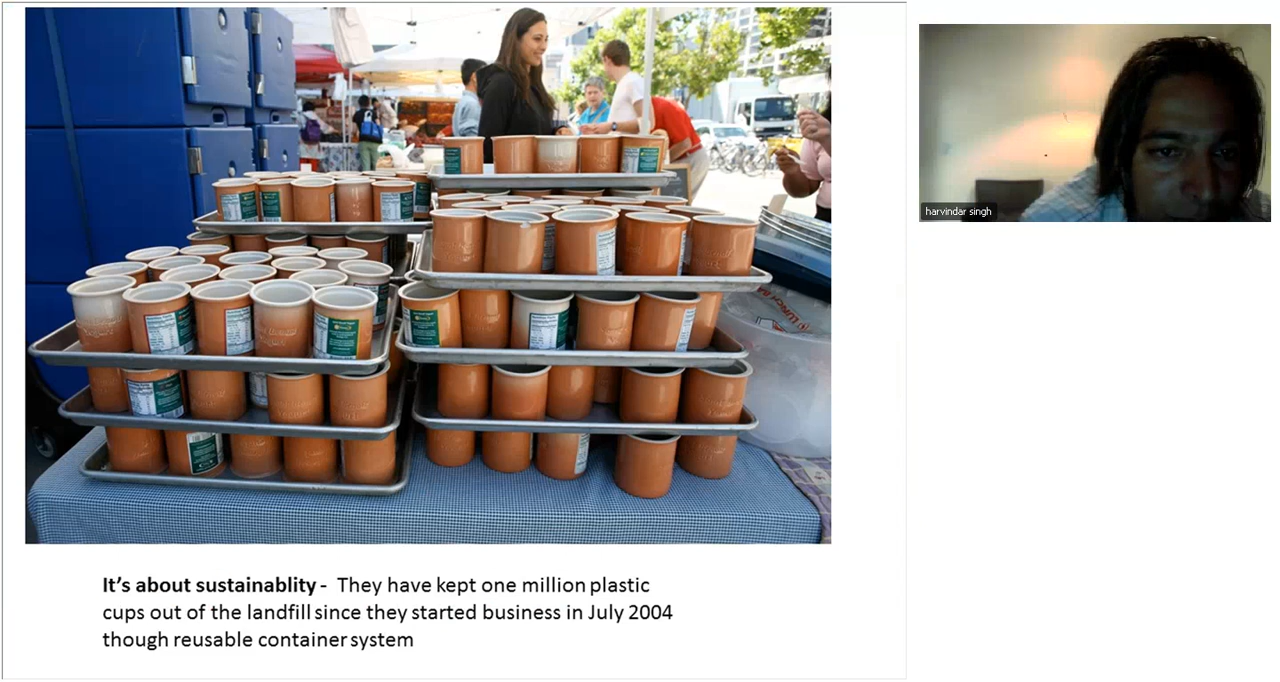 It's about sustainablity - They have kept one million plastic
cups out of the landfill since they started business in July 2004
though reusable container system
harvindar singh